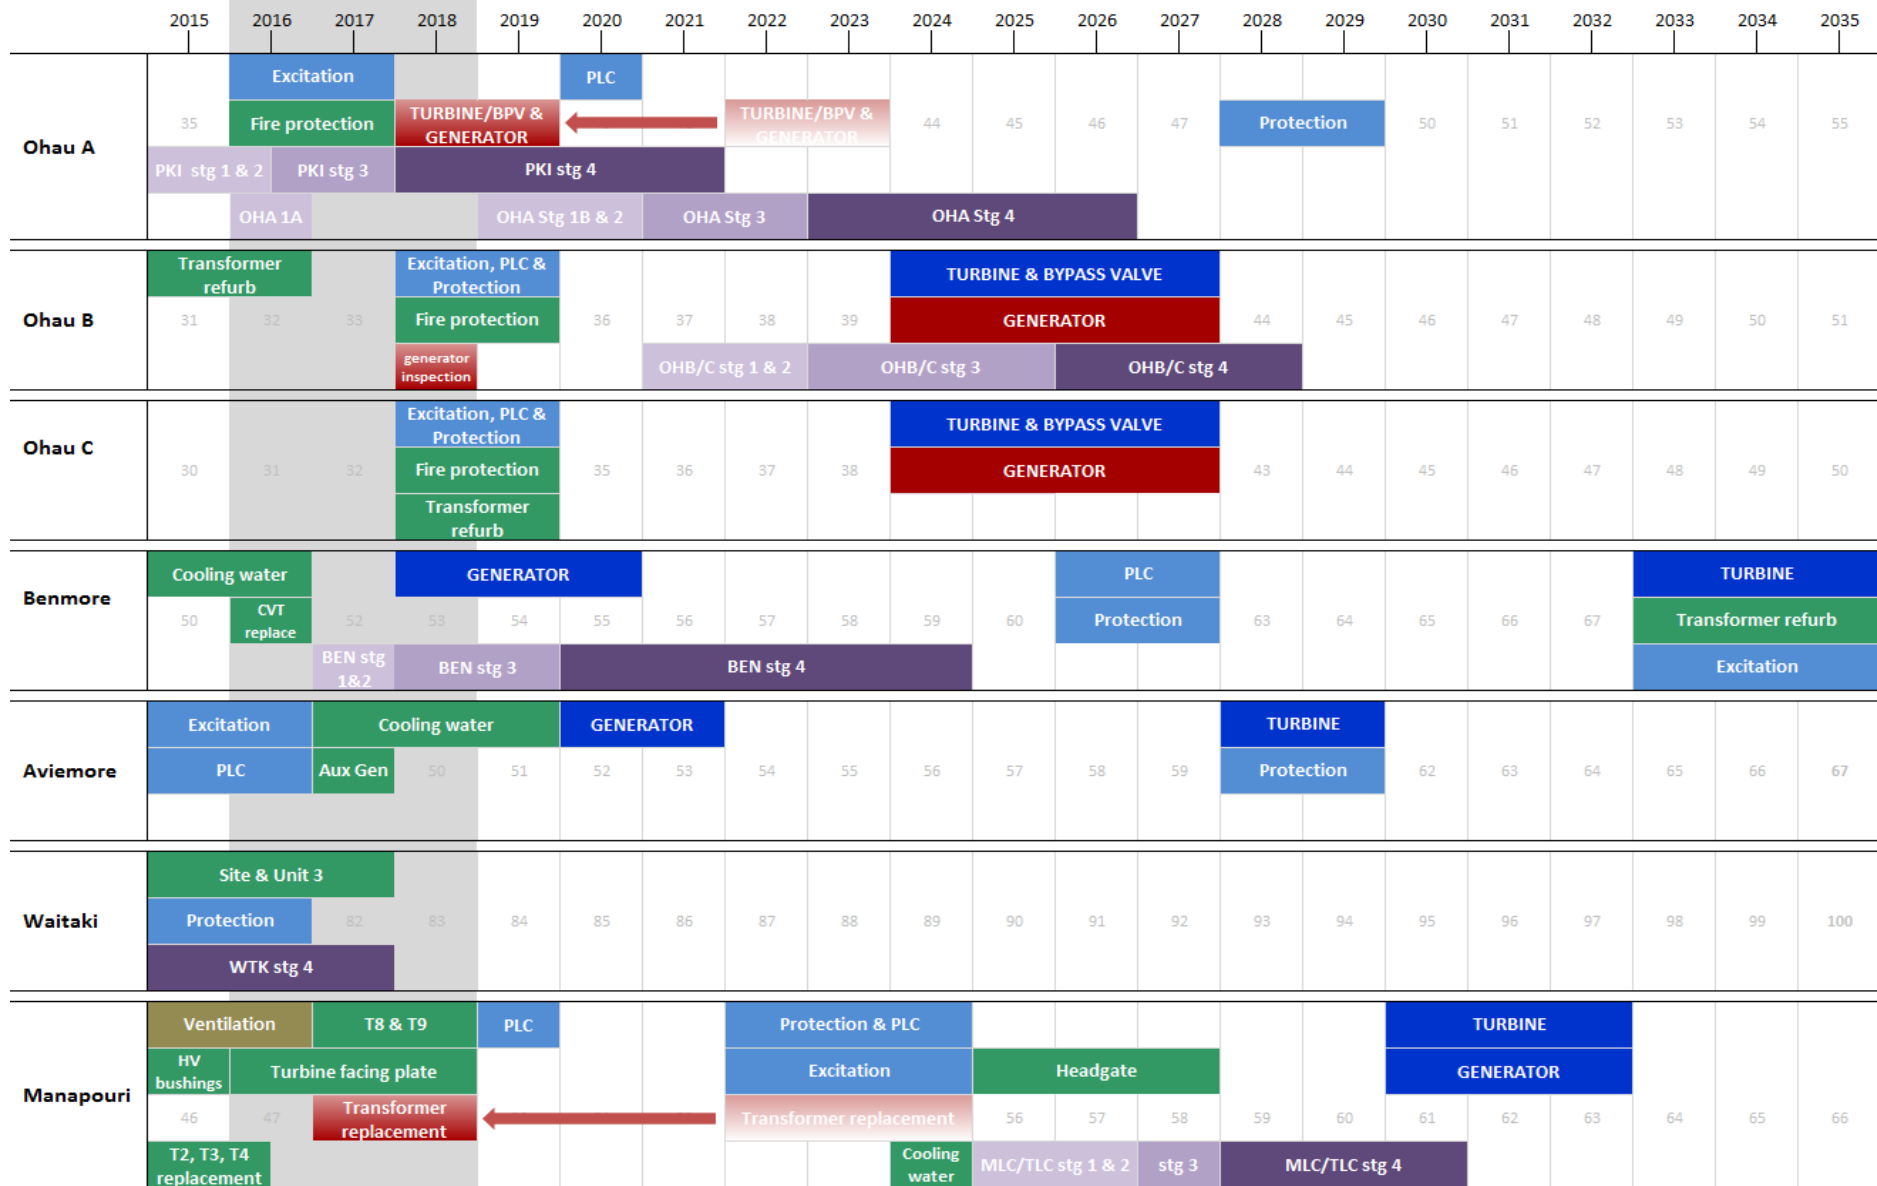 2015 2016 2017 2018 2019 2020 2021 2022 2023 2024 2025 2026 2027 2028 2029 2030 2031 2032 2033 2034 2035
Ohau A
Excitation PLC
35 Fire protection TURBINE/BPV & GENERATOR TURBINE/BPV & GENERATOR 44 45 46 47 Protection 50 51 52 53 54 55
PKI stg 1 & 2 PKI stg 3 PKI stg 4
OHA 1A OHA Stg 1B & 2 OHA Stg 3 OHA Stg 4
Ohau B
Transformer refurb Excitation, PLC & Protection TURBINE & BYPASS VALVE
31 32 33 Fire protection 36 37 38 39 GENERATOR 44 45 46 47 48 49 50 51
generator inspection OHB/C stg 1 & 2 OHB/C stg 3 OHB/C stg 4
Ohau C
Excitation, PLC & Protection TURBINE & BYPASS VALVE
30 31 32 Fire protection 35 36 37 38 GENERATOR 43 44 45 46 47 48 49 50
Transformer refurb
Benmore
Cooling water GENERATOR PLC TURBINE
50 CVT replace 52 53 54 55 56 57 58 59 60 Protection 63 64 65 66 67 Transformer refurb
BEN stg 1&2 BEN stg 3 BEN stg 4 Excitation
Aviemore
Excitation Cooling water GENERATOR TURBINE
PLC Aux Gen 50 51 52 53 54 55 56 57 58 59 Protection 62 63 64 65 66 67
Waitaki
Site & Unit 3
Protection 82 83 84 85 86 87 88 89 90 91 92 93 94 95 96 97 98 99 100
WTK stg 4
Manapouri
Ventilation T8 & T9 PLC Protection & PLC TURBINE
HV bushings Turbine facing plate Excitation Headgate GENERATOR
46 47 Transformer replacement Transformer replacement 56 57 58 59 60 61 62 63 64 65 66
T2, T3, T4 replacement Cooling water MLC/TLC stg 1 & 2 stg 3 MLC/TLC stg 4